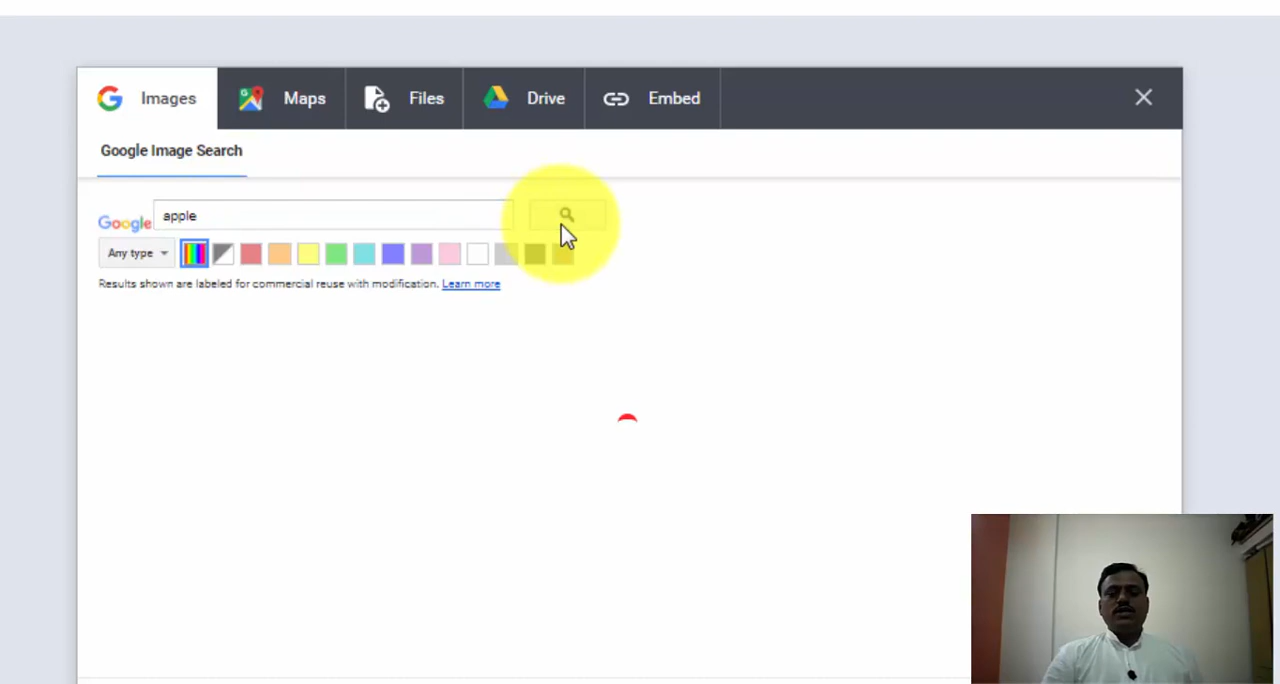 Images Maps Files Drive Embed
Google Image Search
Google apple
Any type
Results shown are labeled for commercial reuse with modification. Learn more